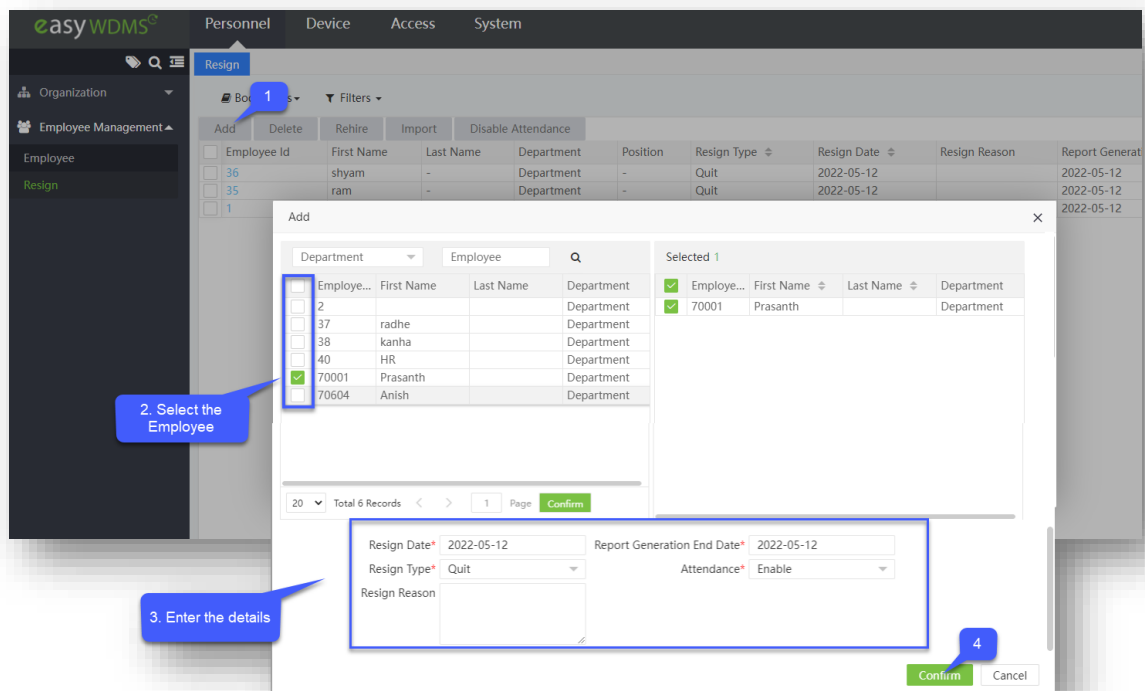 easy WDMS
Personnel Device Access System
Resign
Organization
1
Filters
Employee Management
Add Delete Rehire Import Disable Attendance
Employee Id First Name Last Name Department Position Resign Type Resign Date Resign Reason Report Generat
Employee
36 shyam - Department - Quit 2022-05-12 2022-05-12
Resign
35 ram - Department - Quit 2022-05-12 2022-05-12
1 2022-05-12
Add
Department Employee Selected 1
Employe... First Name Last Name Department Employe... First Name Last Name Department
2 Department 70001 Prasanth Department
37 radhe Department
38 kanha Department
40 HR Department
70001 Prasanth Department
70604 Anish Department
2. Select the
Employee
20 Total 6 Records < > 1 Page Confirm
Resign Date* 2022-05-12 Report Generation End Date* 2022-05-12
Resign Type* Quit Attendance* Enable
Resign Reason
3. Enter the details
4
Confirm Cancel